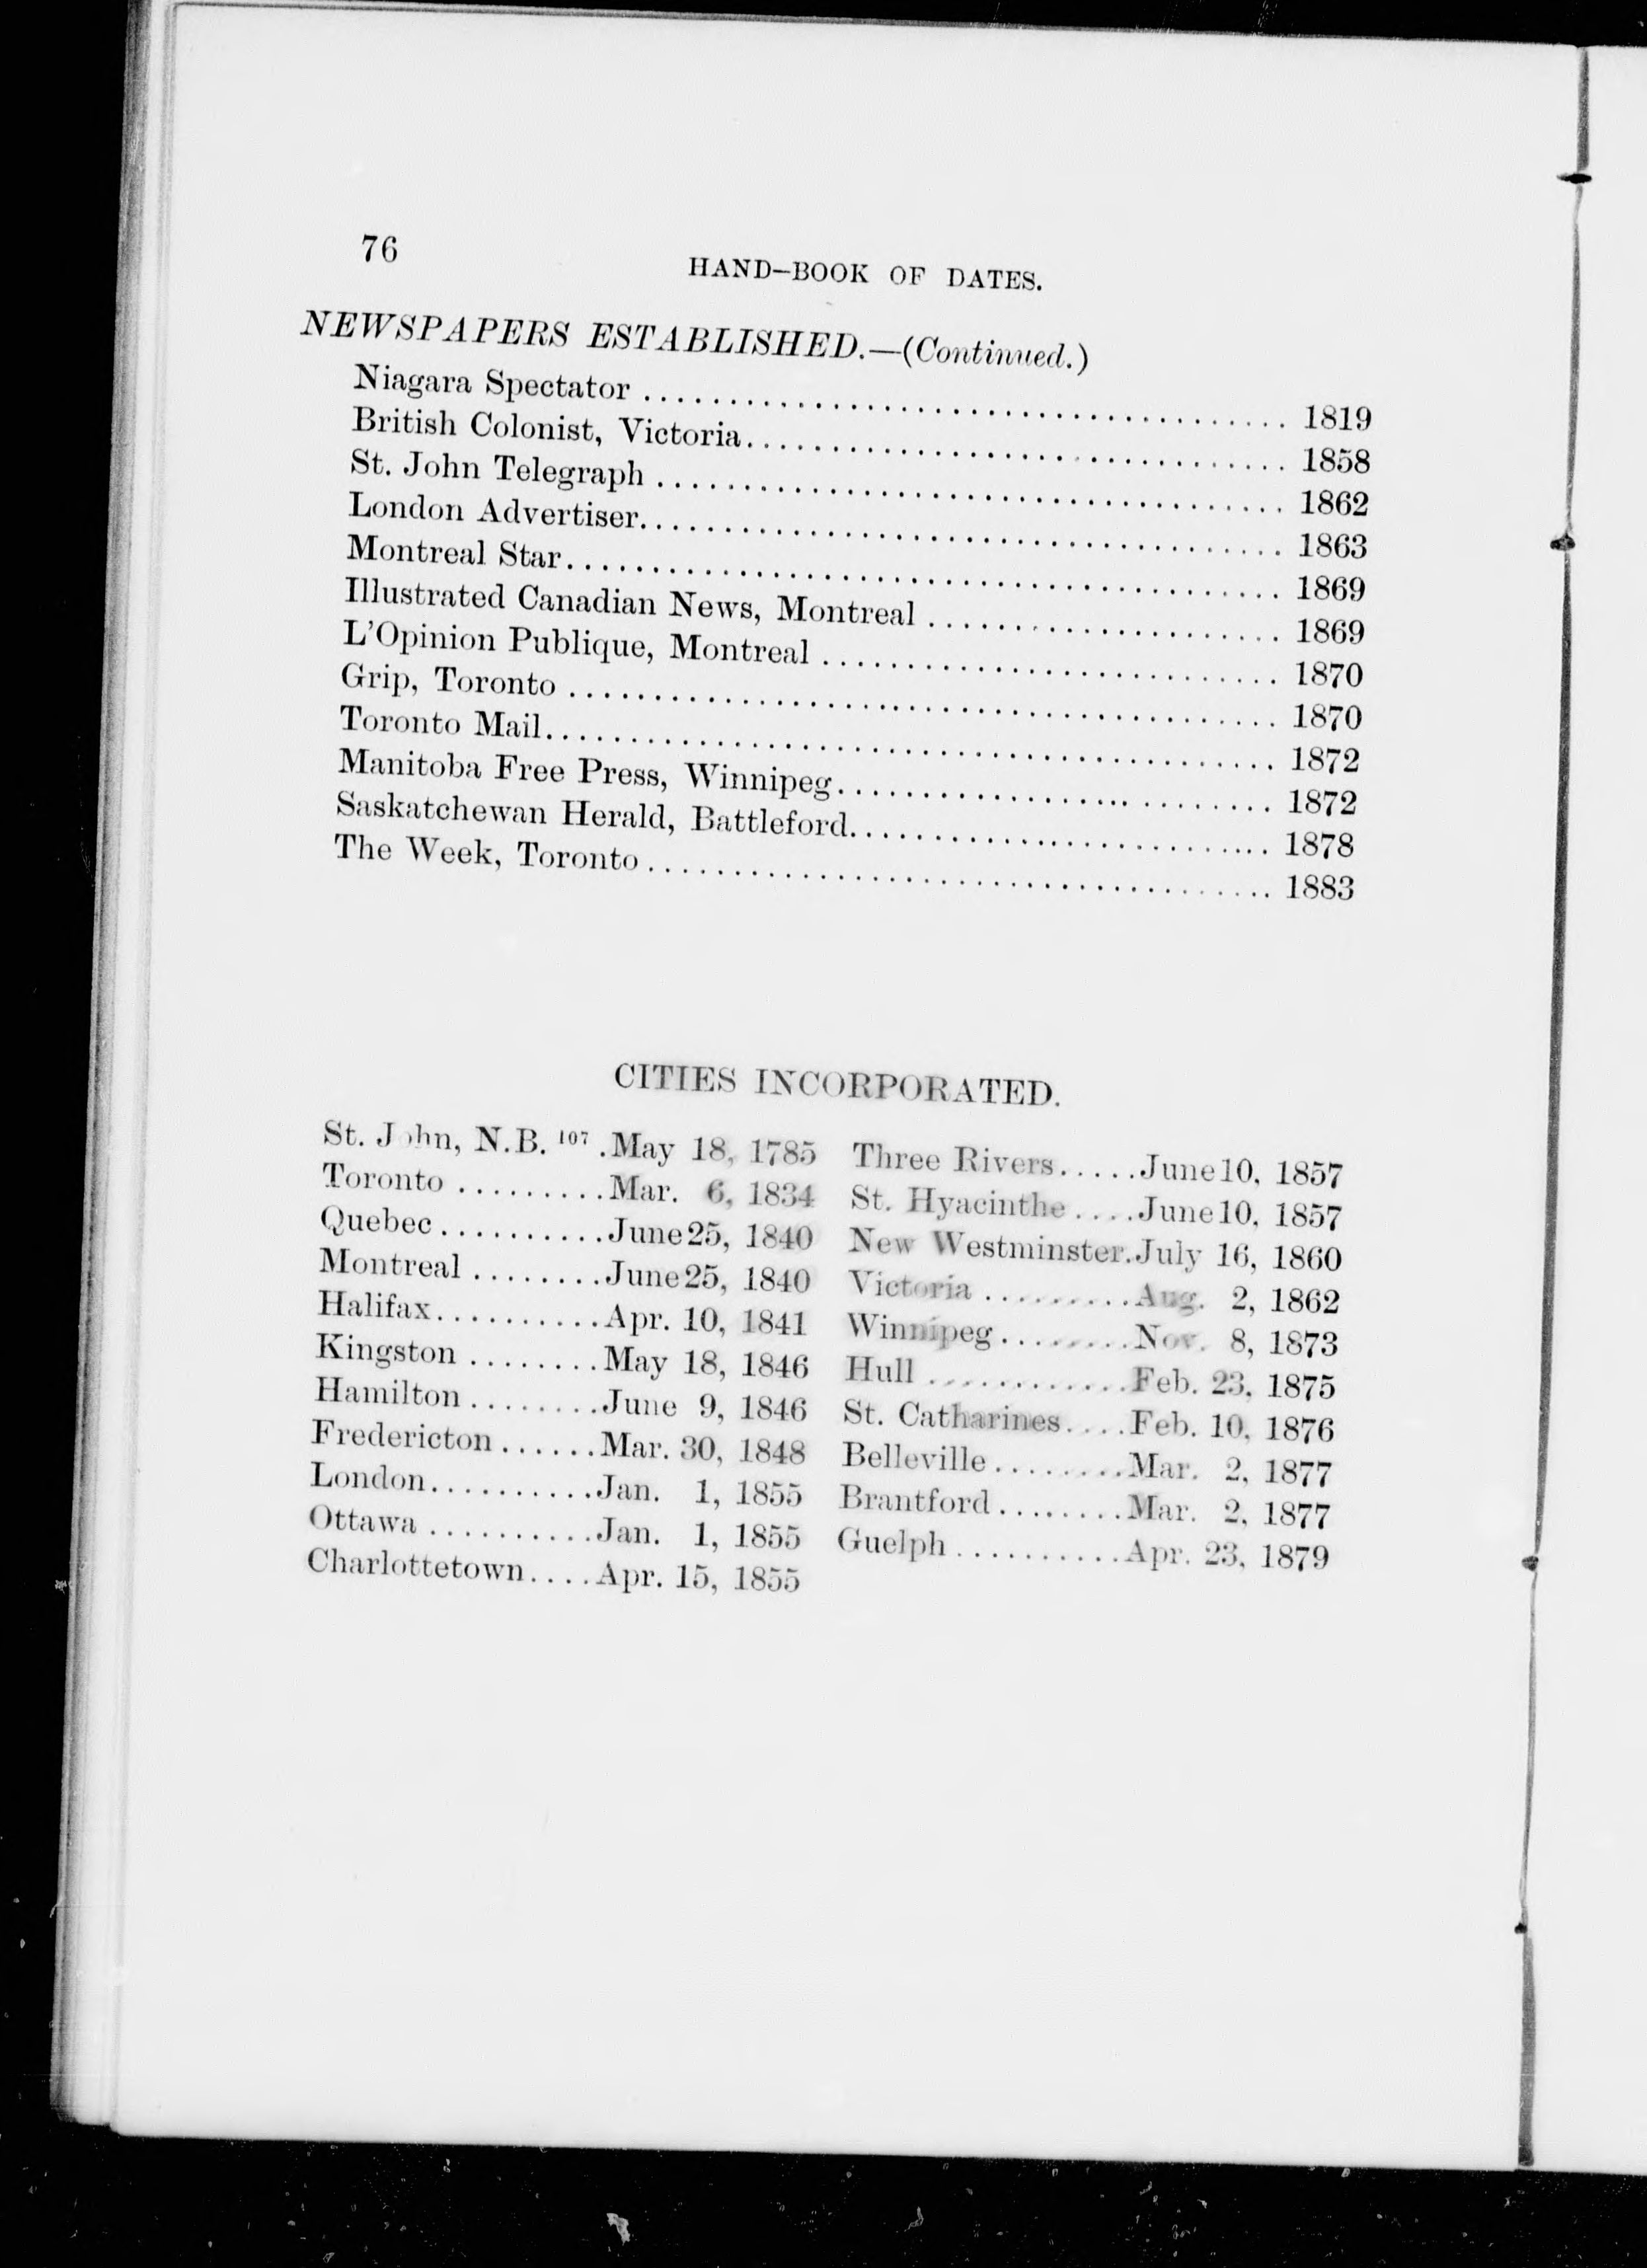 76
HAND-BOOK OF DATES.
NEWSPAPERS ESTABLISHED.—(Continued.)
Niagara Spectator ...................................... 1819
British Colonist, Victoria................................ 1858
St. John Telegraph ..................................... 1862
London Advertiser...................................... 1863
Montreal Star.......................................... 1869
Illustrated Canadian News, Montreal ..................... 1869
L'Opinion Publique, Montreal ........................... 1870
Grip, Toronto .......................................... 1870
Toronto Mail........................................... 1872
Manitoba Free Press, Winnipeg.......................... 1872
Saskatchewan Herald, Battleford......................... 1878
The Week, Toronto ..................................... 1883
CITIES INCORPORATED.
St. John, N.B. 107 .May 18, 1785
Toronto .........Mar. 6, 1834
Quebec..........June 25, 1840
Montreal ........June 25, 1840
Halifax..........Apr. 10, 1841
Kingston ........May 18, 1846
Hamilton ........June 9, 1846
Fredericton ......Mar. 30, 1848
London..........Jan. 1, 1855
Ottawa ..........Jan. 1, 1855
Charlottetown....Apr. 15, 1855
Three Rivers.....June 10, 1857
St. Hyacinthe ....June 10, 1857
New Westminster.July 16, 1860
Victoria .........Aug. 2, 1862
Winnipeg ........Nov. 8, 1873
Hull ............Feb. 23, 1875
St. Catharines....Feb. 10, 1876
Belleville ........Mar. 2, 1877
Brantford ........Mar. 2, 1877
Guelph ..........Apr. 23, 1879